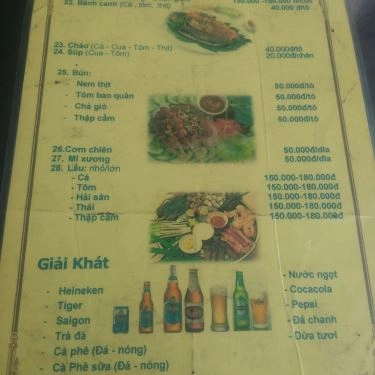 22. Bánh canh (Cá, tôm, thịt) 40.000 đ/tô
23. Cháo (Cá - Cua - Tôm - Thịt) 40.000đ/tô
24. Súp (Cua - Tôm) 20.000đ/chén
25. Bún:
- Nem thịt 50.000đ/tô
- Tôm bao quân 50.000đ/tô
- Chả giò 50.000đ/tô
- Thập cẩm 50.000đ/tô
26.Cơm chiên 50.000đ/dĩa
27. Mì xương 50.000đ/dĩa
28. Lẩu: nhỏ/lớn
- Cá 150.000-180.000đ
- Tôm 150.000-180.000đ
- Hải sản 150.000-180.000đ
- Thái 150.000-180.000đ
- Thập cẩm 150.000-180.000đ
Giải Khát
- Heineken
- Tiger
- Saigon
- Trà đá
- Cà phê (Đá - nóng)
- Cà Phê sữa (Đá - nóng)
- Nước ngọt
- Cocacola
- Pepsi
- Đá chanh
- Dừa tươi